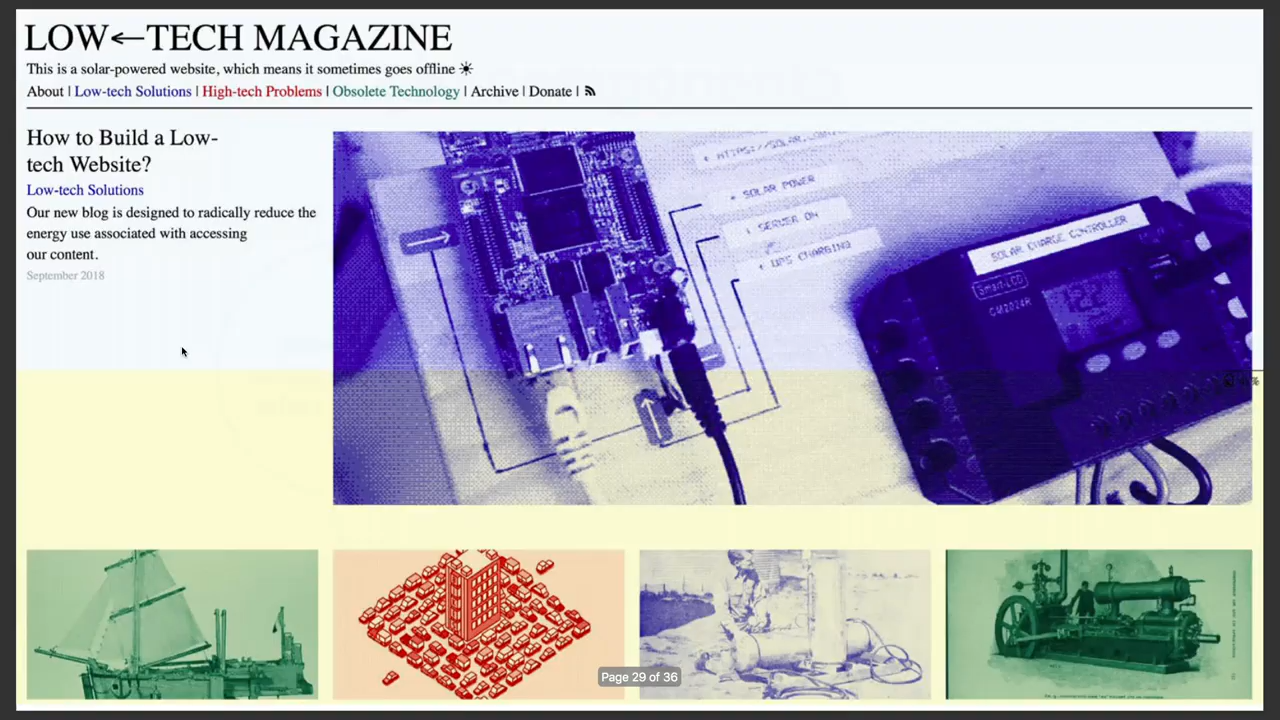 LOW←TECH MAGAZINE
This is a solar-powered website, which means it sometimes goes offline ☀
About | Low-tech Solutions | High-tech Problems | Obsolete Technology | Archive | Donate |
How to Build a Low-
tech Website?
Low-tech Solutions
Our new blog is designed to radically reduce the
energy use associated with accessing
our content.
September 2018
SOLAR POWER
SERVER ON
UPS CHARGING
SOLAR CHARGE CONTROLLER
Smart-LCD
CM2024R
Page 29 of 36